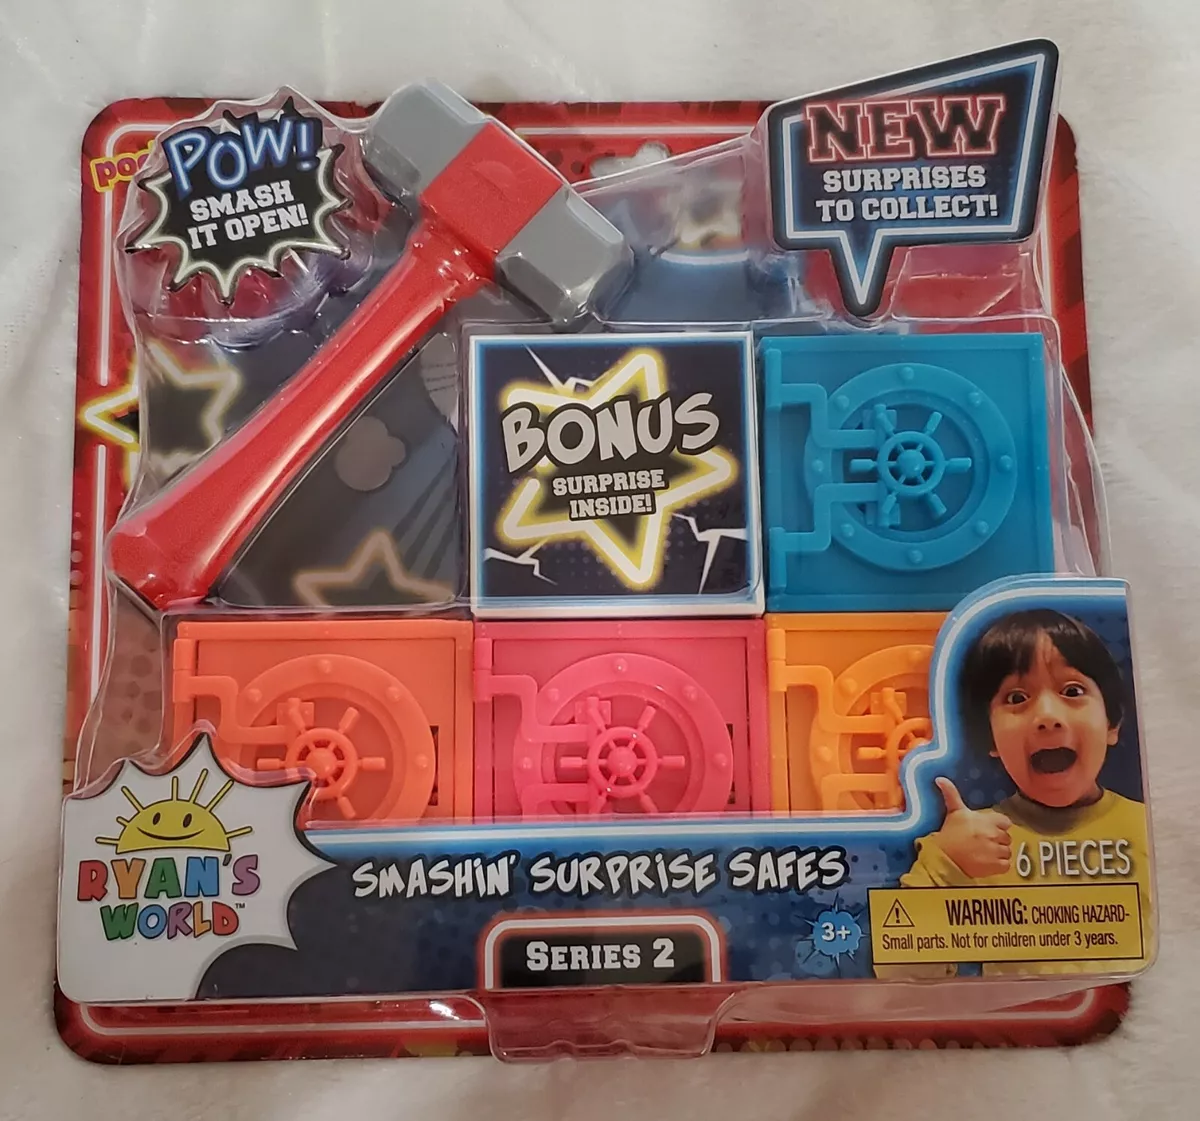 POW!
SMASH
IT OPEN!
NEW
SURPRISES
TO COLLECT!
BONUS
SURPRISE
INSIDE!
RYAN'S
WORLD™
SMASHIN' SURPRISE SAFES
SERIES 2
3+
6 PIECES
WARNING: CHOKING HAZARD-
Small parts. Not for children under 3 years.